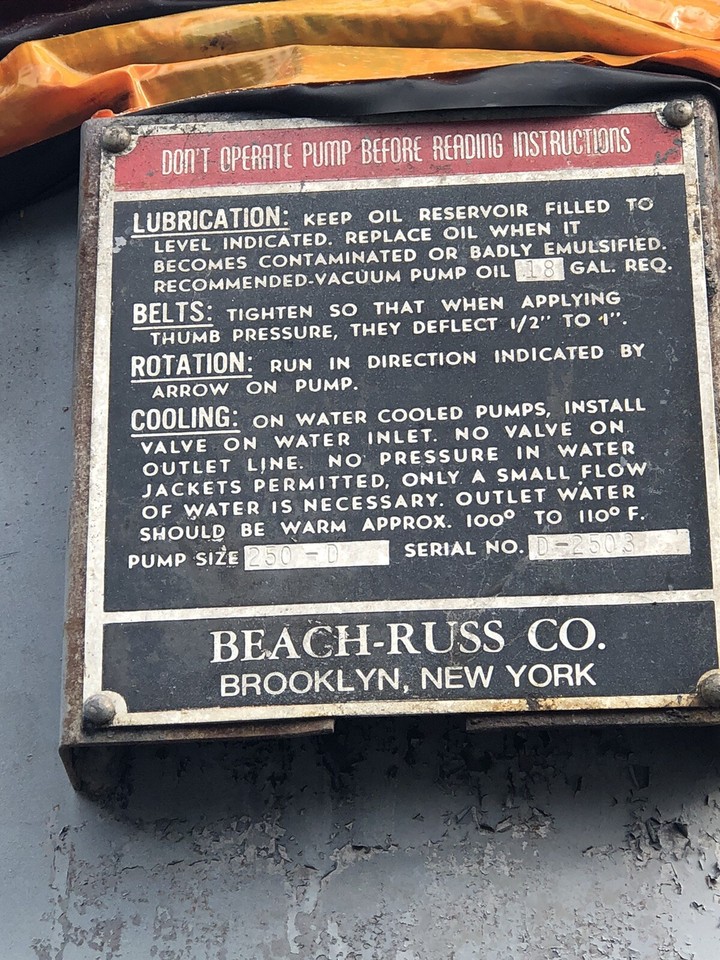 DON'T OPERATE PUMP BEFORE READING INSTRUCTIONS
LUBRICATION: KEEP OIL RESERVOIR FILLED TO
LEVEL INDICATED. REPLACE OIL WHEN IT
BECOMES CONTAMINATED OR BADLY EMULSIFIED.
RECOMMENDED-VACUUM PUMP OIL 18 GAL. REQ.
BELTS: TIGHTEN SO THAT WHEN APPLYING
THUMB PRESSURE, THEY DEFLECT 1/2" TO 1".
ROTATION: RUN IN DIRECTION INDICATED BY
ARROW ON PUMP.
COOLING: ON WATER COOLED PUMPS, INSTALL
VALVE ON WATER INLET. NO VALVE ON
OUTLET LINE. NO PRESSURE IN WATER
JACKETS PERMITTED, ONLY A SMALL FLOW
OF WATER IS NECESSARY. OUTLET WATER
SHOULD BE WARM APPROX. 100° TO 110° F.
PUMP SIZE 250-D SERIAL NO. D-2503
BEACH-RUSS CO.
BROOKLYN, NEW YORK